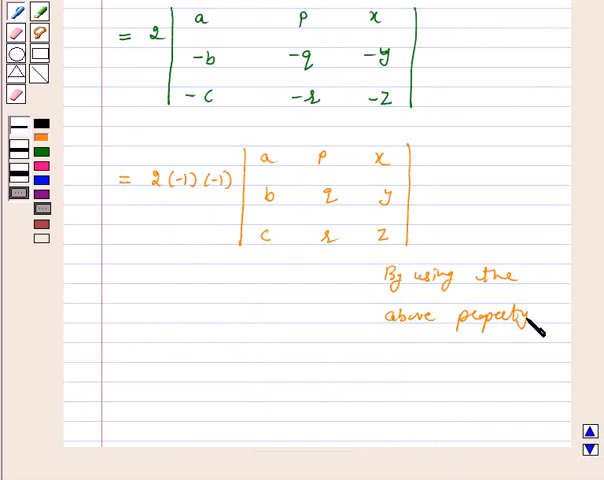 a p x
= 2 -b -q -y
-c -r -z
a p x
= 2 (-1) (-1) b q y
c r z
By using the
above property